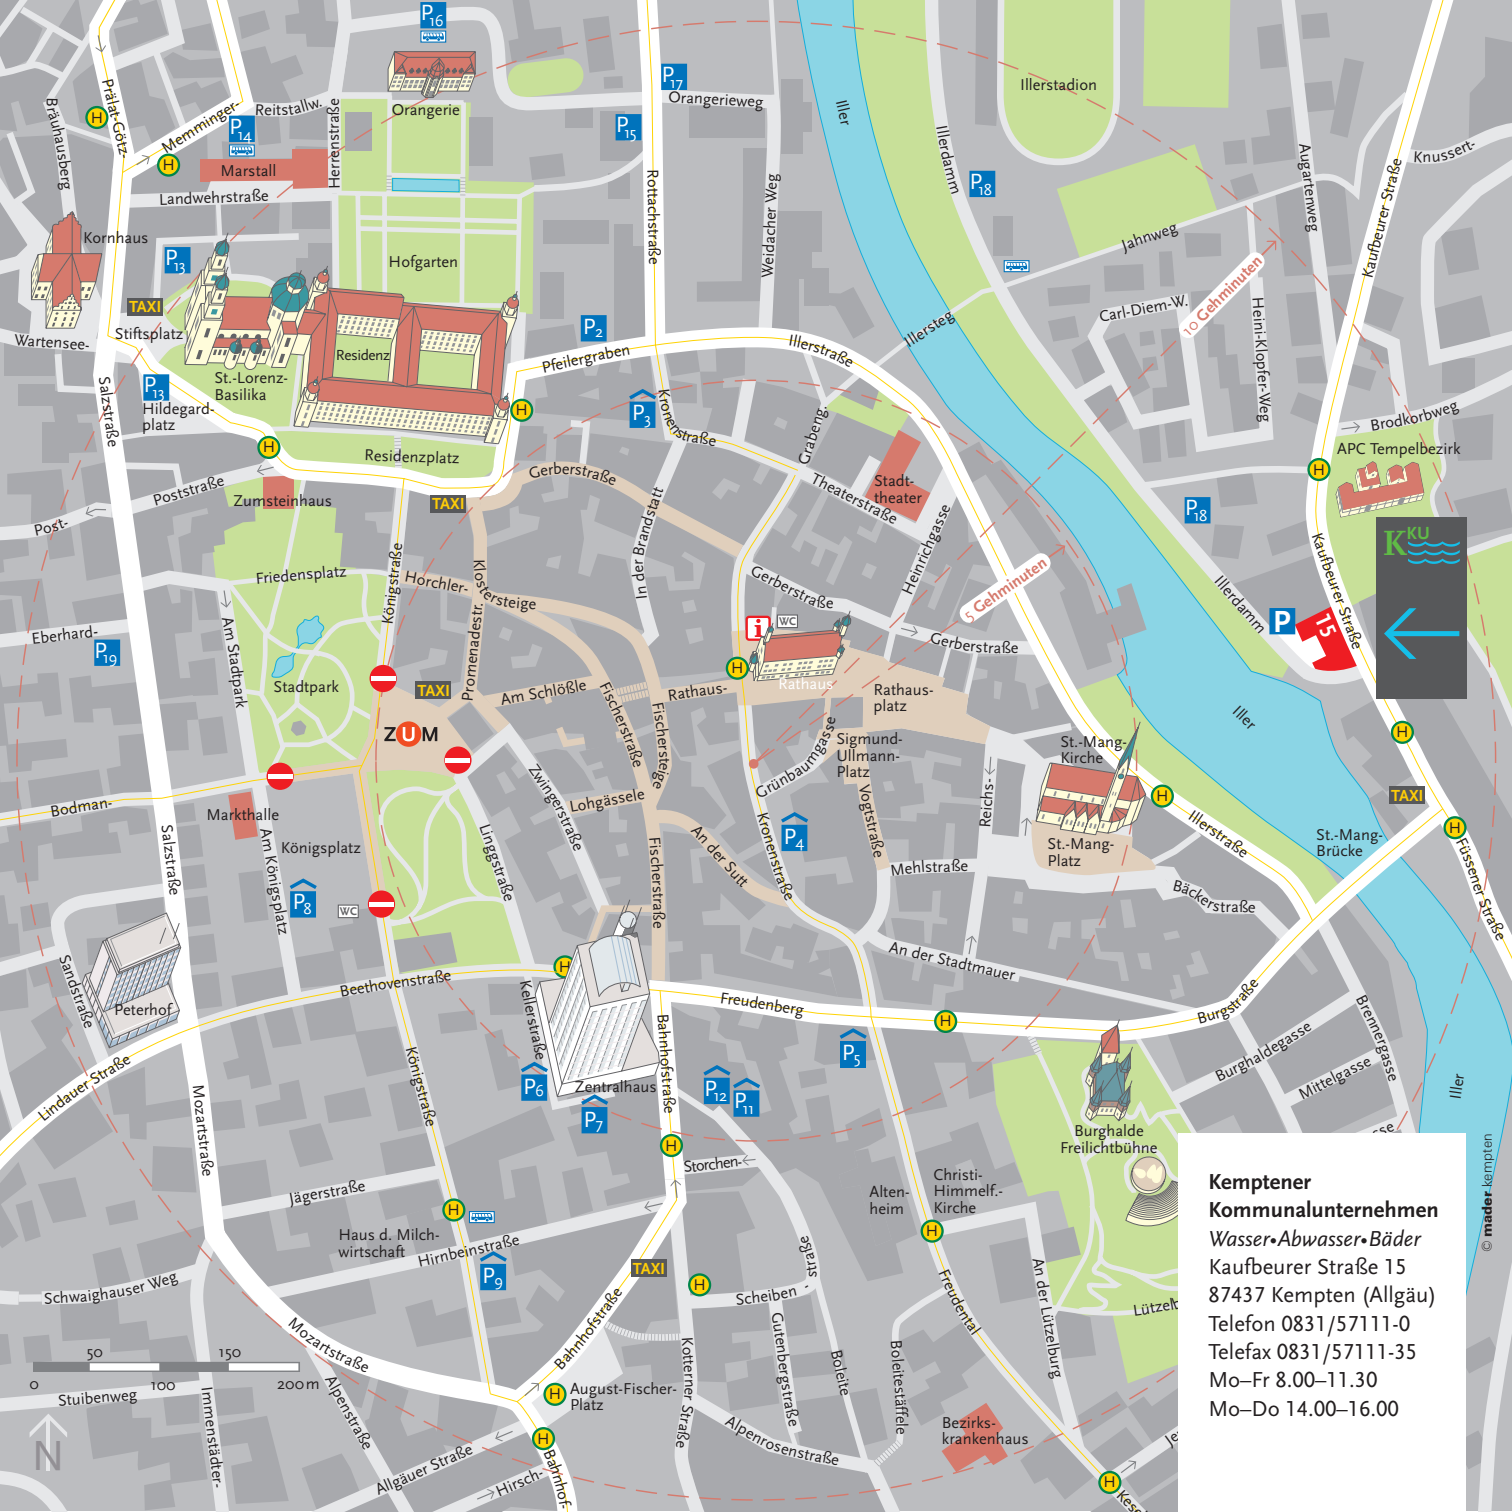 P16
P17
Orangerie
Orangerieweg
Iller
Illerstadion
Prälat-Götz-
H
Memminger-
Reitstallw.
P14
P15
Bräuhausberg
H
Marstall
Herrenstraße
Landwehrstraße
Rottachstraße
Weidacher Weg
Illerdamm
P18
Augartenweg
Kaufbeurer Straße
Knussert-
Jahnweg
Kornhaus
P13
Hofgarten
TAXI
Stiftsplatz
Wartensee-
Residenz
P2
Pfeilergraben
Illerstraße
Illersteg
Carl-Diem-W.
10 Gehminuten
Heini-Klopfer-Weg
St.-Lorenz-
Basilika
P13
Hildegard-
platz
Salzstraße
H
P3
Kronenstraße
Graberg
Brodkorbweg
APC Tempelbezirk
H
H
Residenzplatz
Gerberstraße
Theaterstraße
Stadt-
theater
Poststraße
Post-
Zumsteinhaus
TAXI
In der Brandstatt
Heinrichgasse
P18
KKU
Friedensplatz
Königstraße
Horchler-
Klostersteige
Promenadestr.
Gerberstraße
5 Gehminuten
Illerdamm
Kaufbeurer Straße
P
15
Eberhard-
P19
Am Stadtpark
Stadtpark
i
WC
H
Rathaus
Gerberstraße
TAXI
Am Schlößle
Fischerstraße
Fischersteige
Rathaus-
Rathaus-
platz
Iller
H
ZUM
Sigmund-
Ullmann-
Platz
Grünbaumgasse
St.-Mang-
Kirche
Zwingerstraße
Lohgässele
Reichs-
H
TAXI
H
Bodman-
Markthalle
Salzstraße
Am Königsplatz
Königsplatz
Linggstraße
An der Sutt
Kronenstraße
P4
Vogtstraße
Mehlstraße
St.-Mang-
Platz
Illerstraße
St.-Mang-
Brücke
Füssener Straße
P8
WC
Fischerstraße
Bäckerstraße
Sandstraße
Peterhof
Beethovenstraße
H
Kellerstraße
An der Stadtmauer
Freudenberg
H
Burgstraße
Brennergasse
Lindauer Straße
Königstraße
Bahnhofstraße
P5
Burghaldegasse
Mittelgasse
Iller
P6
Zentralhaus
P7
P12
P11
Mozartstraße
H
Burghalde
Freilichtbühne
sse
Storchen-
Jägerstraße
H
Alten-
heim
Christi-
Himmelf.-
Kirche
H
Haus d. Milch-
wirtschaft
Hirnbeinstraße
P9
TAXI
H
Scheiben-
straße
Schwaighauser Weg
Freudental
An der Lützelburg
Lützelb
Mozartstraße
Bahnhofstraße
Kotterner Straße
Gutenbergstraße
Boleite
Boleitestäffele
50
150
0
100
200m
Stuibenweg
Immenstädter-
Alpenstraße
H
August-Fischer-
Platz
H
Allgäuer Straße
Hirsch-
Bahnhof-
Alpenrosenstraße
Bezirks-
krankenhaus
H
N
Kemptener
Kommunalunternehmen
Wasser•Abwasser•Bäder
Kaufbeurer Straße 15
87437 Kempten (Allgäu)
Telefon 0831/57111-0
Telefax 0831/57111-35
Mo–Fr 8.00–11.30
Mo–Do 14.00–16.00
© mader kempten